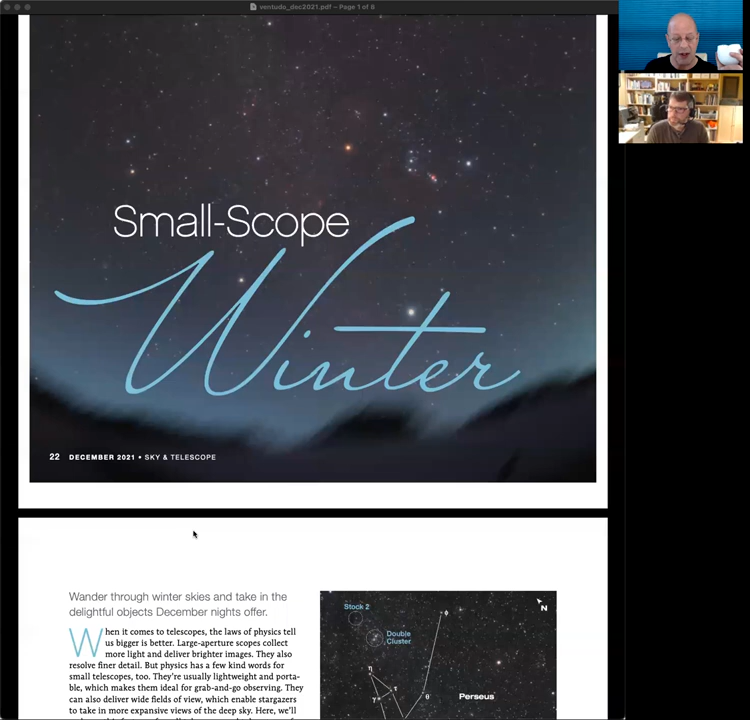 ventudo_dec2021.pdf – Page 1 of 8
Small-Scope
Winter
22 DECEMBER 2021 • SKY & TELESCOPE
Wander through winter skies and take in the
delightful objects December nights offer.
When it comes to telescopes, the laws of physics tell
us bigger is better. Large-aperture scopes collect
more light and deliver brighter images. They also
resolve finer detail. But physics has a few kind words for
small telescopes, too. They're usually lightweight and porta-
ble, which makes them ideal for grab-and-go observing. They
can also deliver wide fields of view, which enable stargazers
to take in more expansive views of the deep sky. Here, we'll
Stock 2
Double
Cluster
N
ϕ
η
τ
γ
θ
Perseus